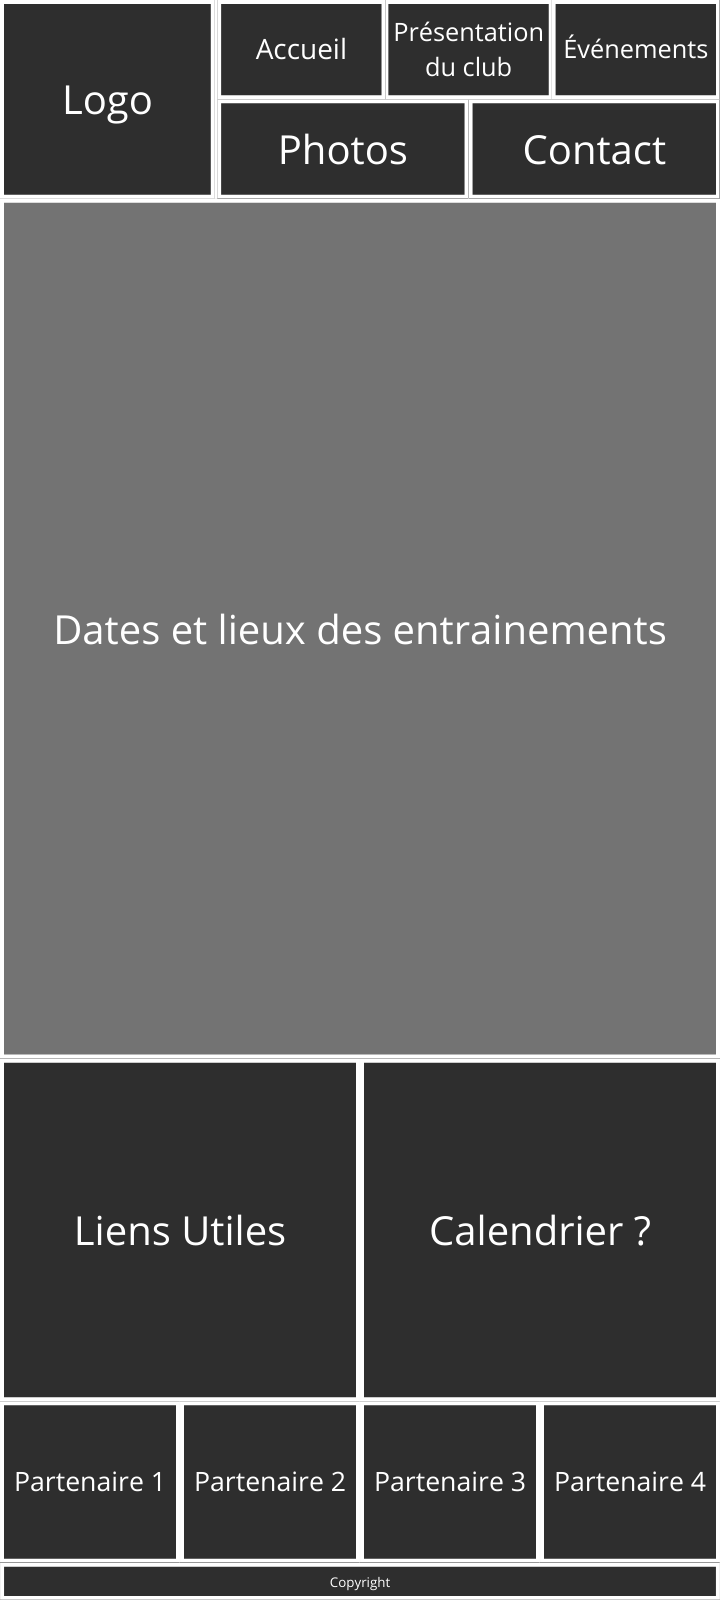 Logo
Accueil
Présentation
du club
Événements
Photos
Contact
Dates et lieux des entrainements
Liens Utiles
Calendrier ?
Partenaire 1
Partenaire 2
Partenaire 3
Partenaire 4
Copyright